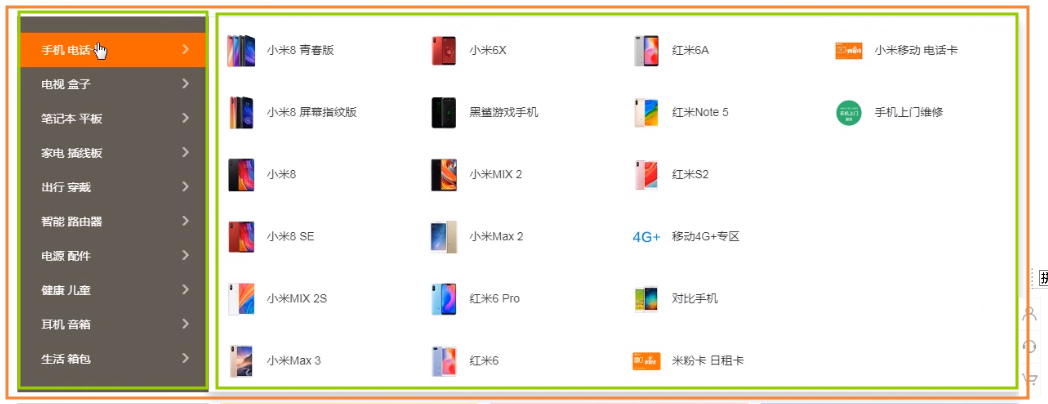 手机 电话
电视 盒子
笔记本 平板
家电 插线板
出行 穿戴
智能 路由器
电源 配件
健康 儿童
耳机 音箱
生活 箱包
小米8 青春版
小米6X
红米6A
小米移动 电话卡
小米8 屏幕指纹版
黑鲨游戏手机
红米Note 5
手机上门维修
小米8
小米MIX 2
红米S2
小米8 SE
小米Max 2
4G+
移动4G+专区
小米MIX 2S
红米6 Pro
对比手机
小米Max 3
红米6
米粉卡 日租卡